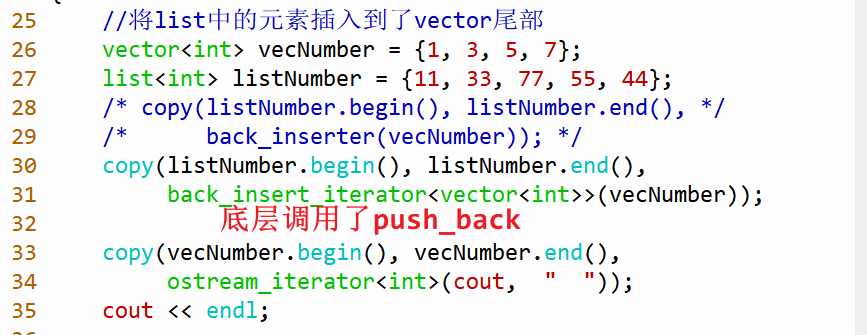 25 //将list中的元素插入到了vector尾部
26 vector<int> vecNumber = {1, 3, 5, 7};
27 list<int> listNumber = {11, 33, 77, 55, 44};
28 /* copy(listNumber.begin(), listNumber.end(), */
29 /*      back_inserter(vecNumber)); */
30 copy(listNumber.begin(), listNumber.end(),
31      back_insert_iterator<vector<int>>(vecNumber));
32 底层调用了push_back
33 copy(vecNumber.begin(), vecNumber.end(),
34      ostream_iterator<int>(cout,  "  "));
35 cout << endl;